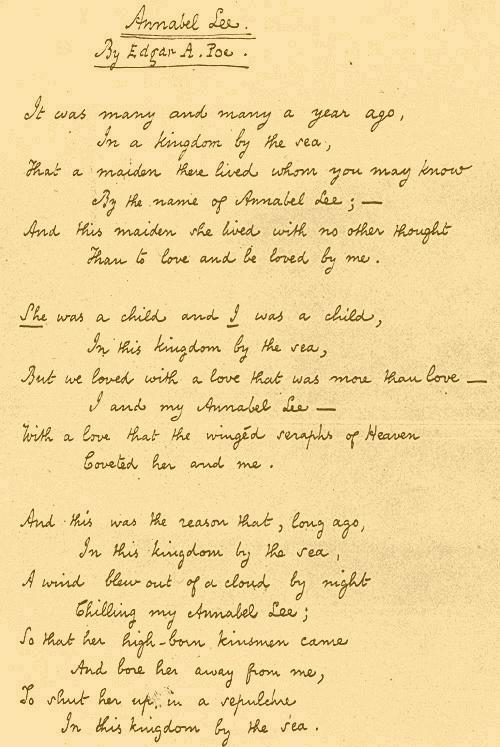 Annabel Lee.
By Edgar A. Poe.
It was many and many a year ago,
In a kingdom by the sea,
That a maiden there lived whom you may know
By the name of Annabel Lee; —
And this maiden she lived with no other thought
Than to love and be loved by me.
She was a child and I was a child,
In this kingdom by the sea,
But we loved with a love that was more than love —
I and my Annabel Lee —
With a love that the wingéd seraphs of Heaven
Coveted her and me.
And this was the reason that, long ago,
In this kingdom by the sea,
A wind blew out of a cloud by night
Chilling my Annabel Lee;
So that her high-born kinsmen came
And bore her away from me,
To shut her up, in a sepulchre
In this kingdom by the sea.